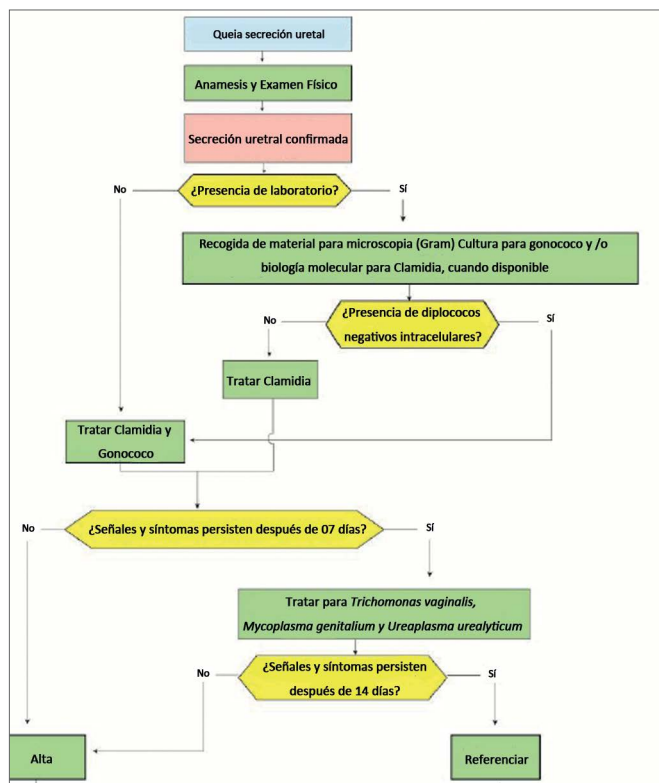 Queia secreción uretal
Anamesis y Examen Físico
Secreción uretral confirmada
No
¿Presencia de laboratorio?
Sí
Recogida de material para microscopia (Gram) Cultura para gonococo y /o
biología molecular para Clamidia, cuando disponible
No
¿Presencia de diplococos
negativos intracelulares?
Sí
Tratar Clamidia
Tratar Clamidia y
Gonococo
No
¿Señales y síntomas persisten después de 07 días?
Sí
Tratar para Trichomonas vaginalis,
Mycoplasma genitalium y Ureaplasma urealyticum
No
¿Señales y síntomas persisten
después de 14 días?
Sí
Alta
Referenciar